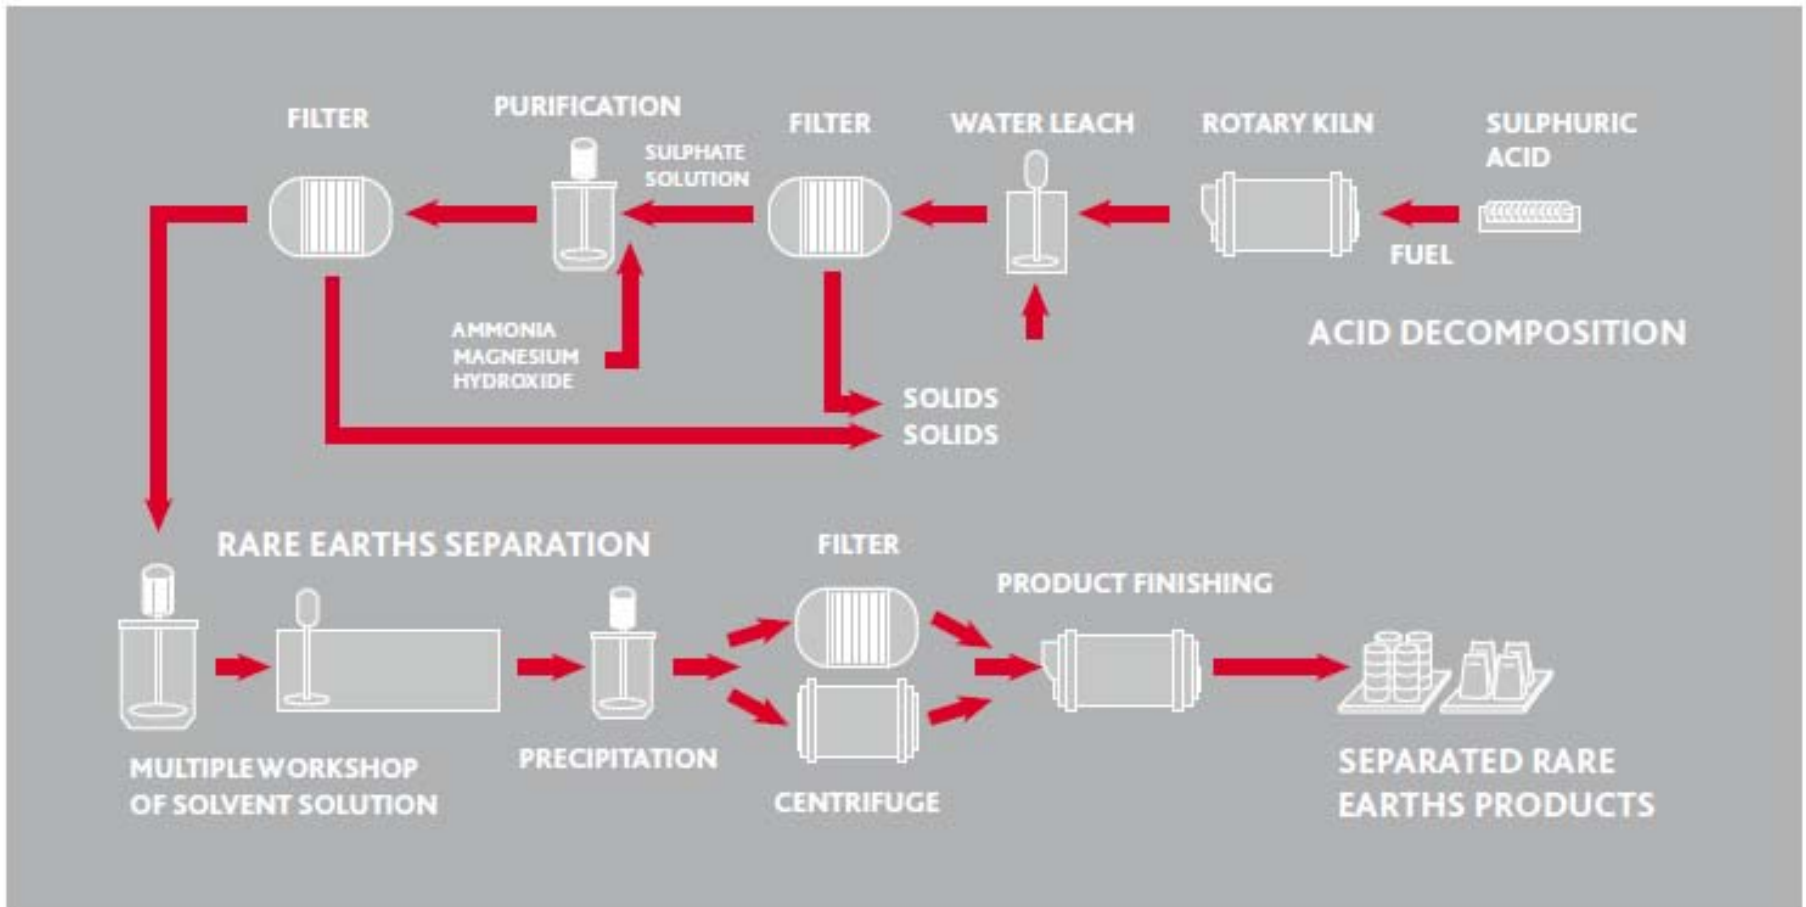 FILTER
PURIFICATION
SULPHATE
SOLUTION
FILTER
WATER LEACH
ROTARY KILN
SULPHURIC
ACID
FUEL
AMMONIA
MAGNESIUM
HYDROXIDE
ACID DECOMPOSITION
SOLIDS
SOLIDS
RARE EARTHS SEPARATION
FILTER
PRODUCT FINISHING
MULTIPLE WORKSHOP
OF SOLVENT SOLUTION
PRECIPITATION
CENTRIFUGE
SEPARATED RARE
EARTHS PRODUCTS